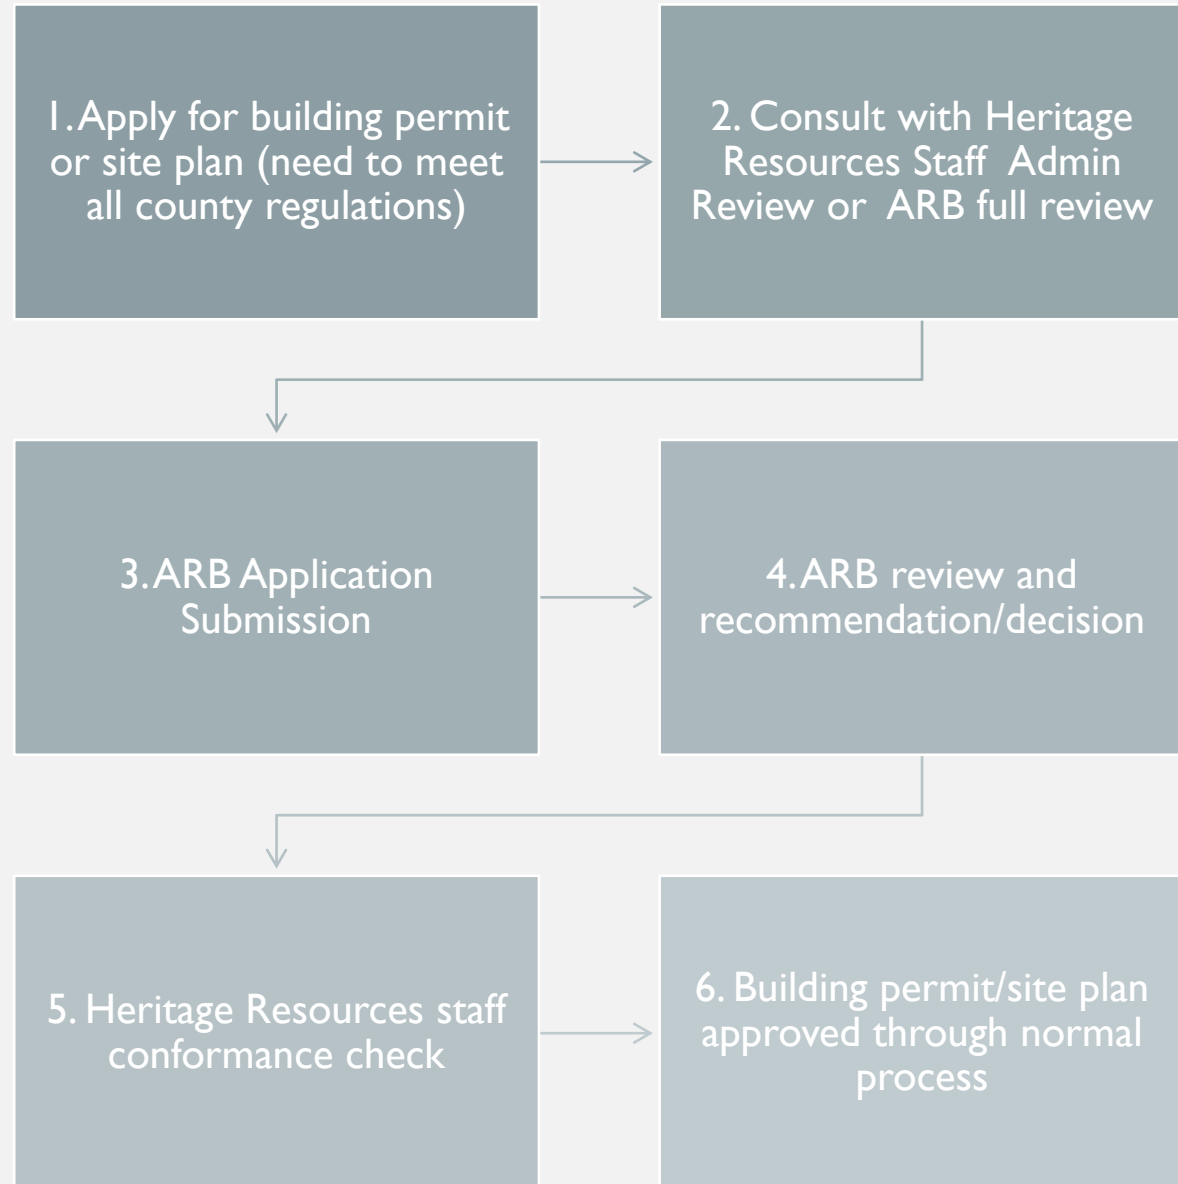 1. Apply for building permit
or site plan (need to meet
all county regulations)
2. Consult with Heritage
Resources Staff  Admin
Review or  ARB full review
3. ARB Application
Submission
4. ARB review and
recommendation/decision
5. Heritage Resources staff
conformance check
6. Building permit/site plan
approved through normal
process